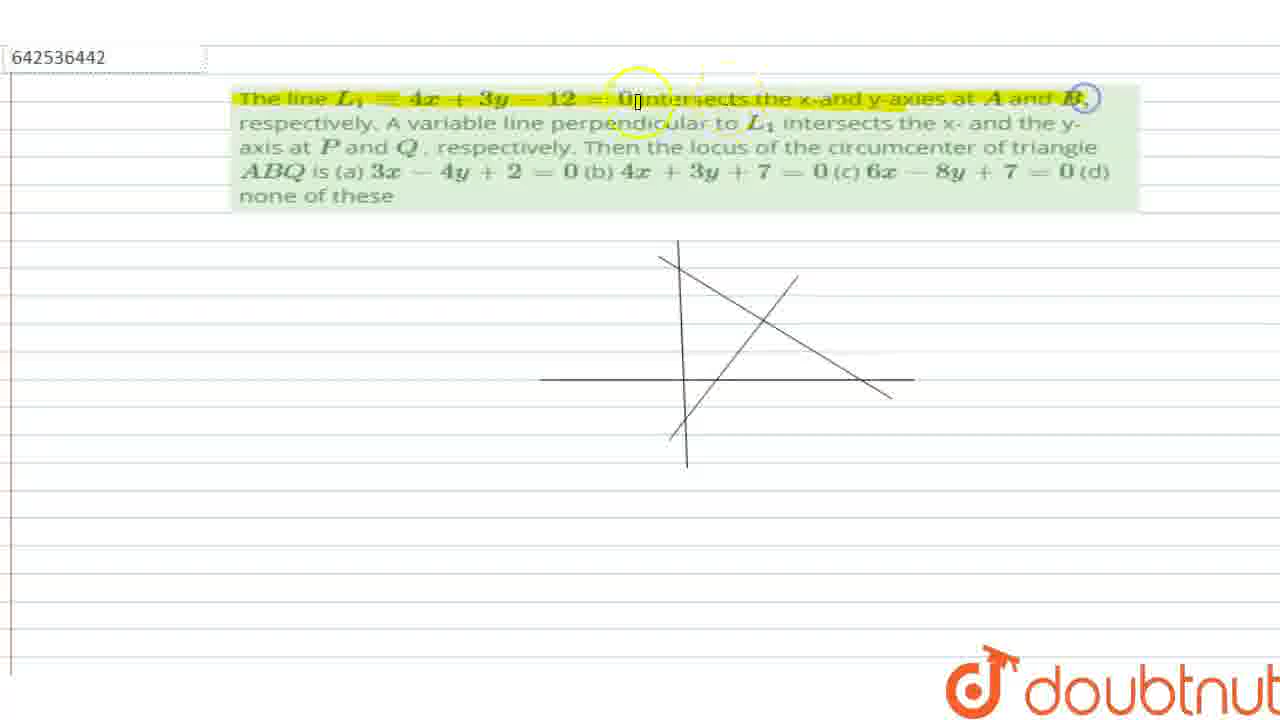 642536442
The line L₁ ≡ 4x + 3y − 12 = 0 intersects the x-and y-axies at A and B,
respectively. A variable line perpendicular to L₁ intersects the x- and the y-
axis at P and Q , respectively. Then the locus of the circumcenter of triangle
ABQ is (a) 3x − 4y + 2 = 0 (b) 4x + 3y + 7 = 0 (c) 6x − 8y + 7 = 0 (d)
none of these
doubtnut